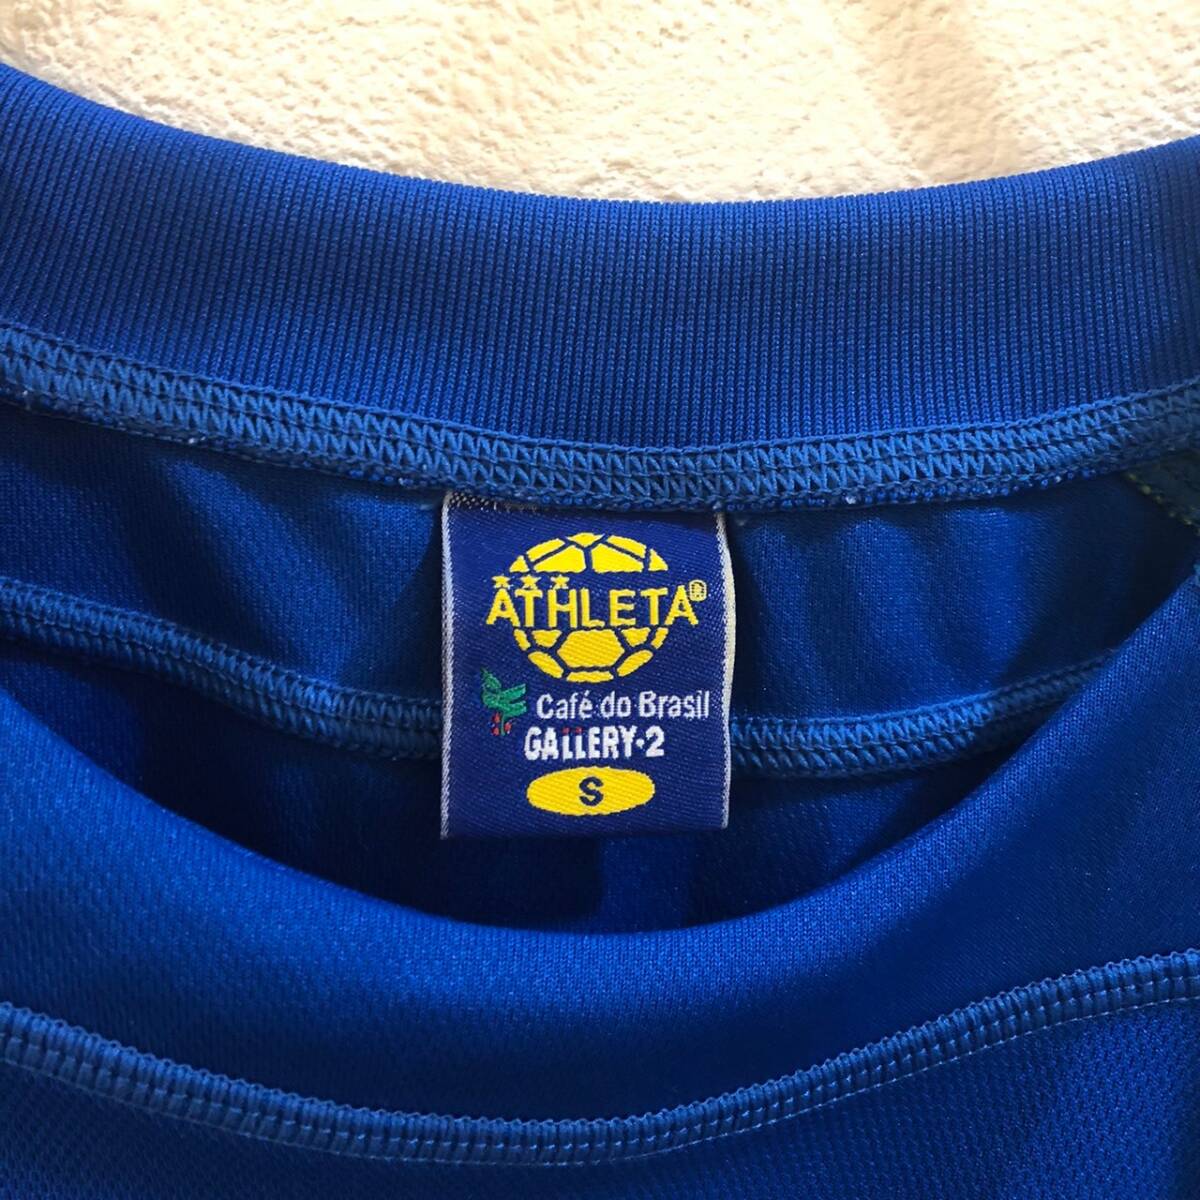 ATHLETA®
Café do Brasil
GALLERY·2
S